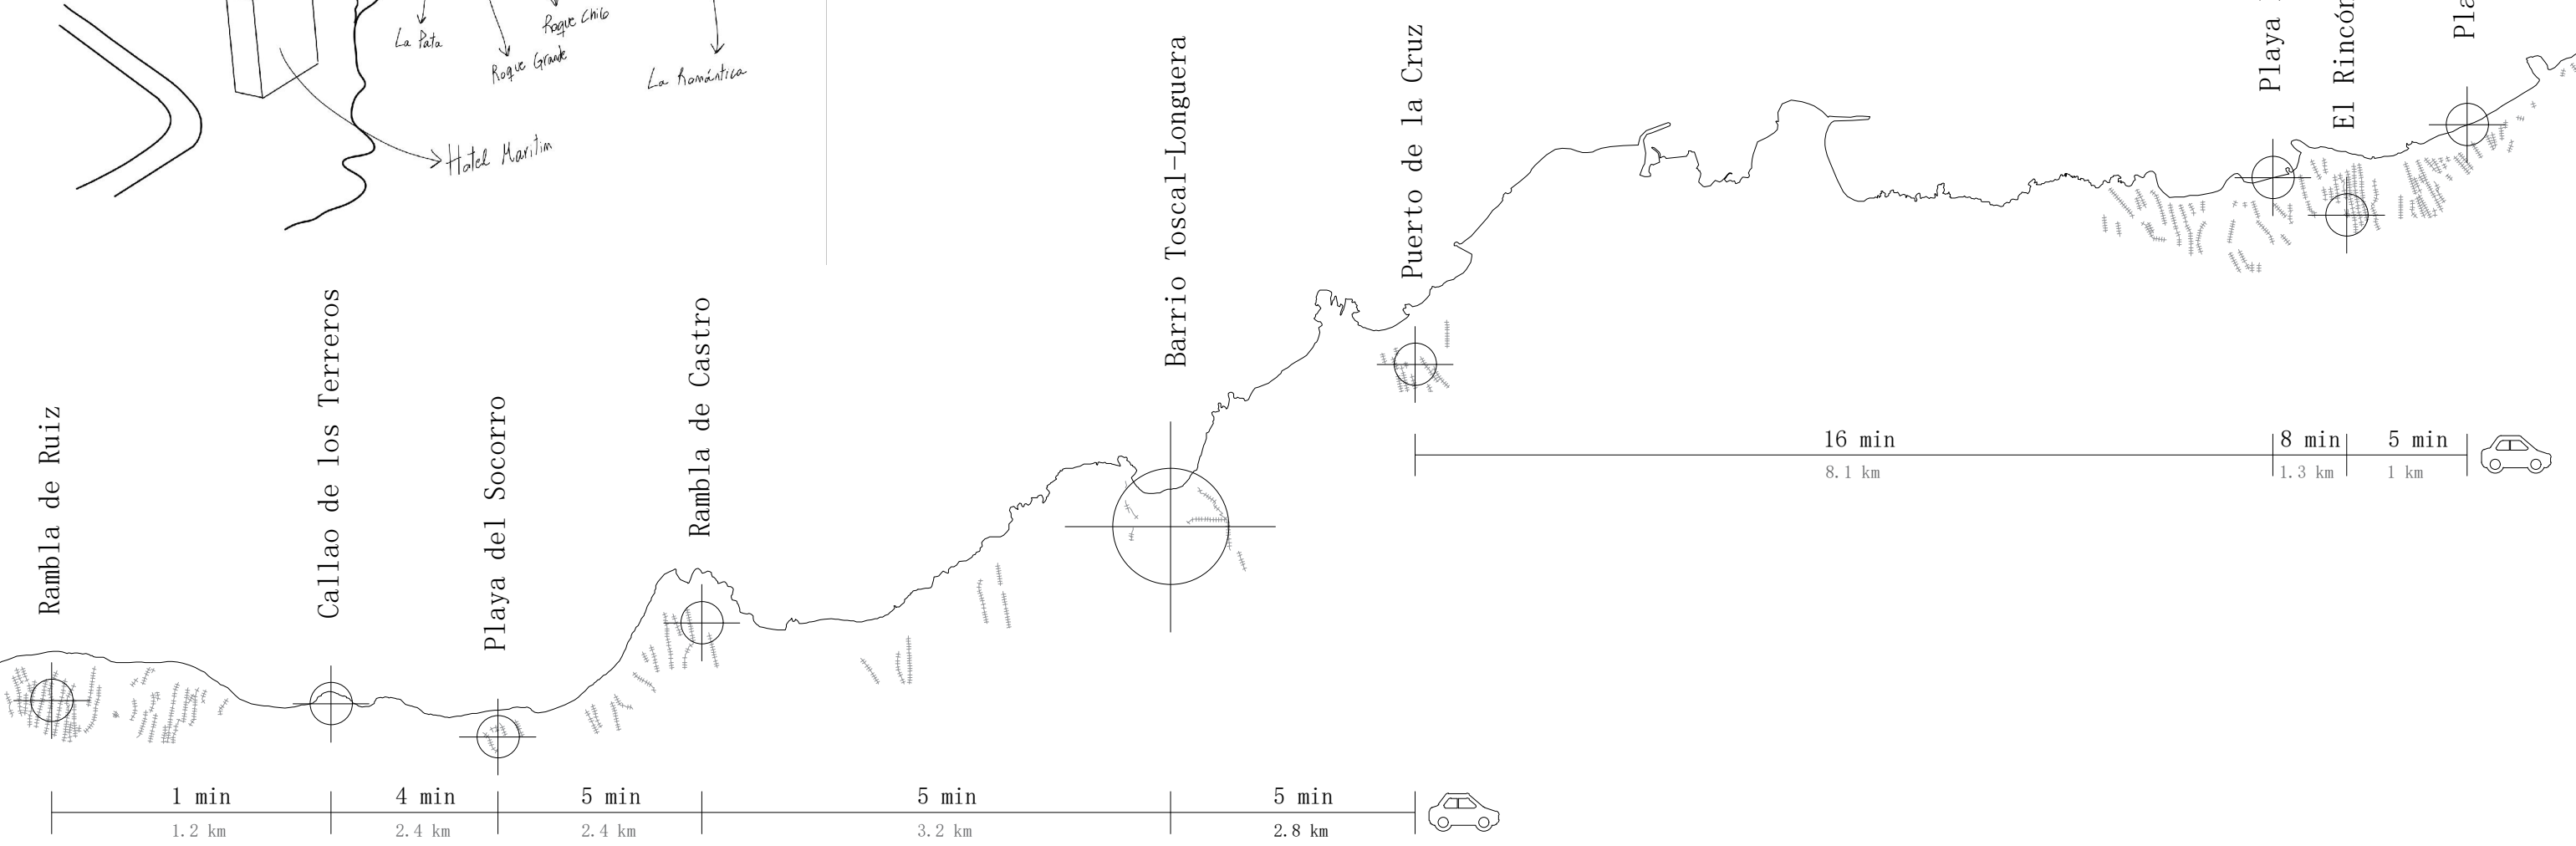 La Pata
Roque Grande
Roque Chico
La Romántica
Hotel Maritim
Rambla de Ruiz
Callao de los Terreros
Playa del Socorro
Rambla de Castro
Barrio Toscal-Longuera
Puerto de la Cruz
Playa
El Rincón
Pla
16 min
8 min
5 min
8.1 km
1.3 km
1 km
1 min
4 min
5 min
5 min
5 min
1.2 km
2.4 km
2.4 km
3.2 km
2.8 km